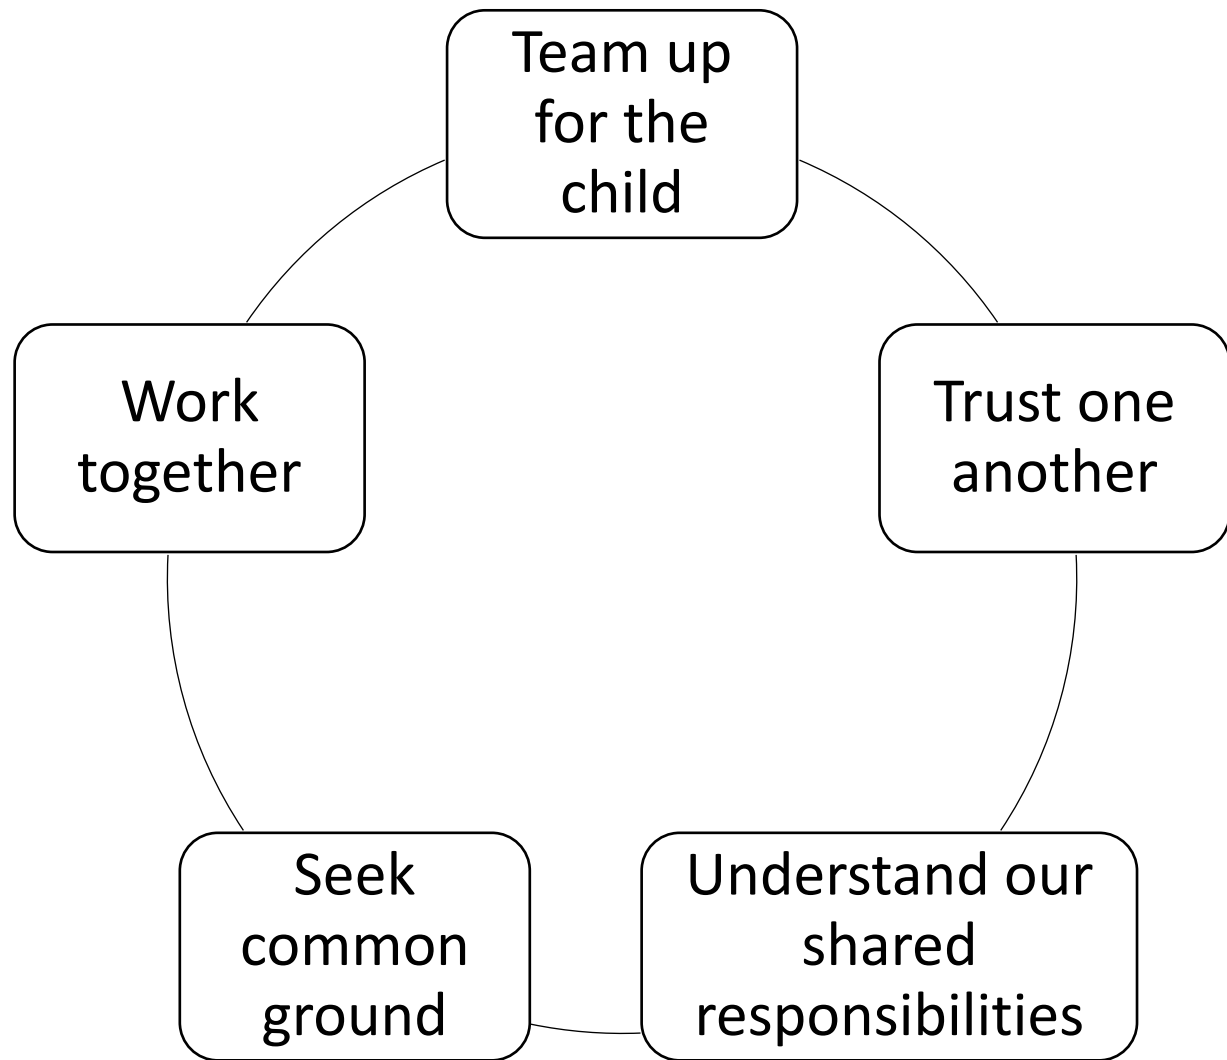 Team up
for the
child
Trust one
another
Understand our
shared
responsibilities
Seek
common
ground
Work
together